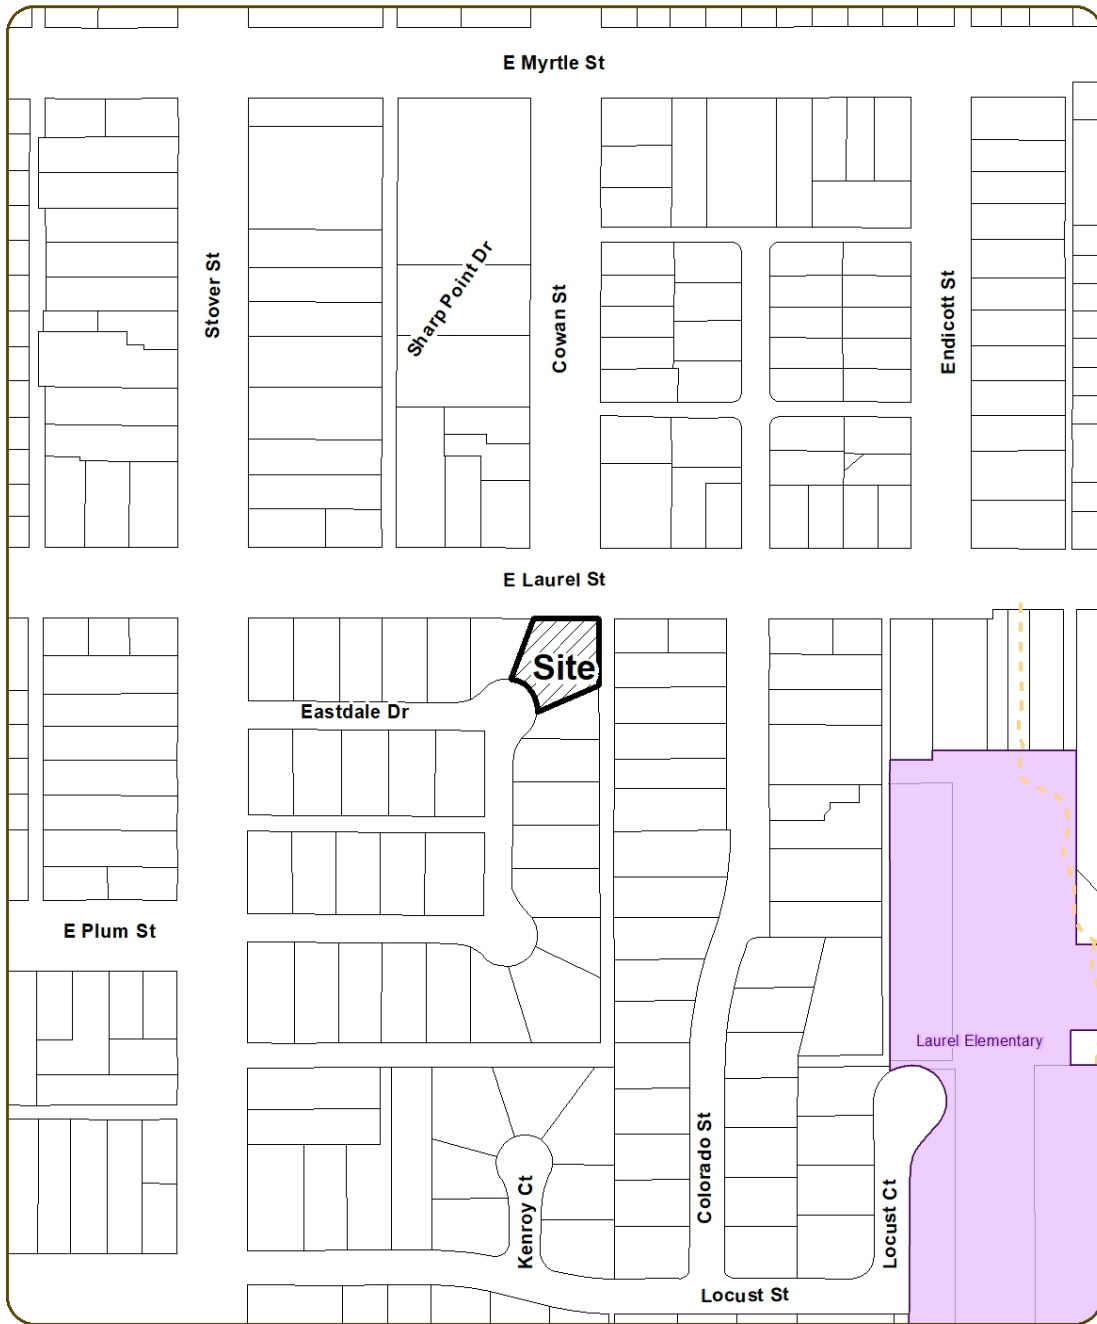 E Myrtle St
Stover St
Sharp Point Dr
Cowan St
Endicott St
E Laurel St
Site
Eastdale Dr
E Plum St
Laurel Elementary
Colorado St
Kenroy Ct
Locust Ct
Locust St